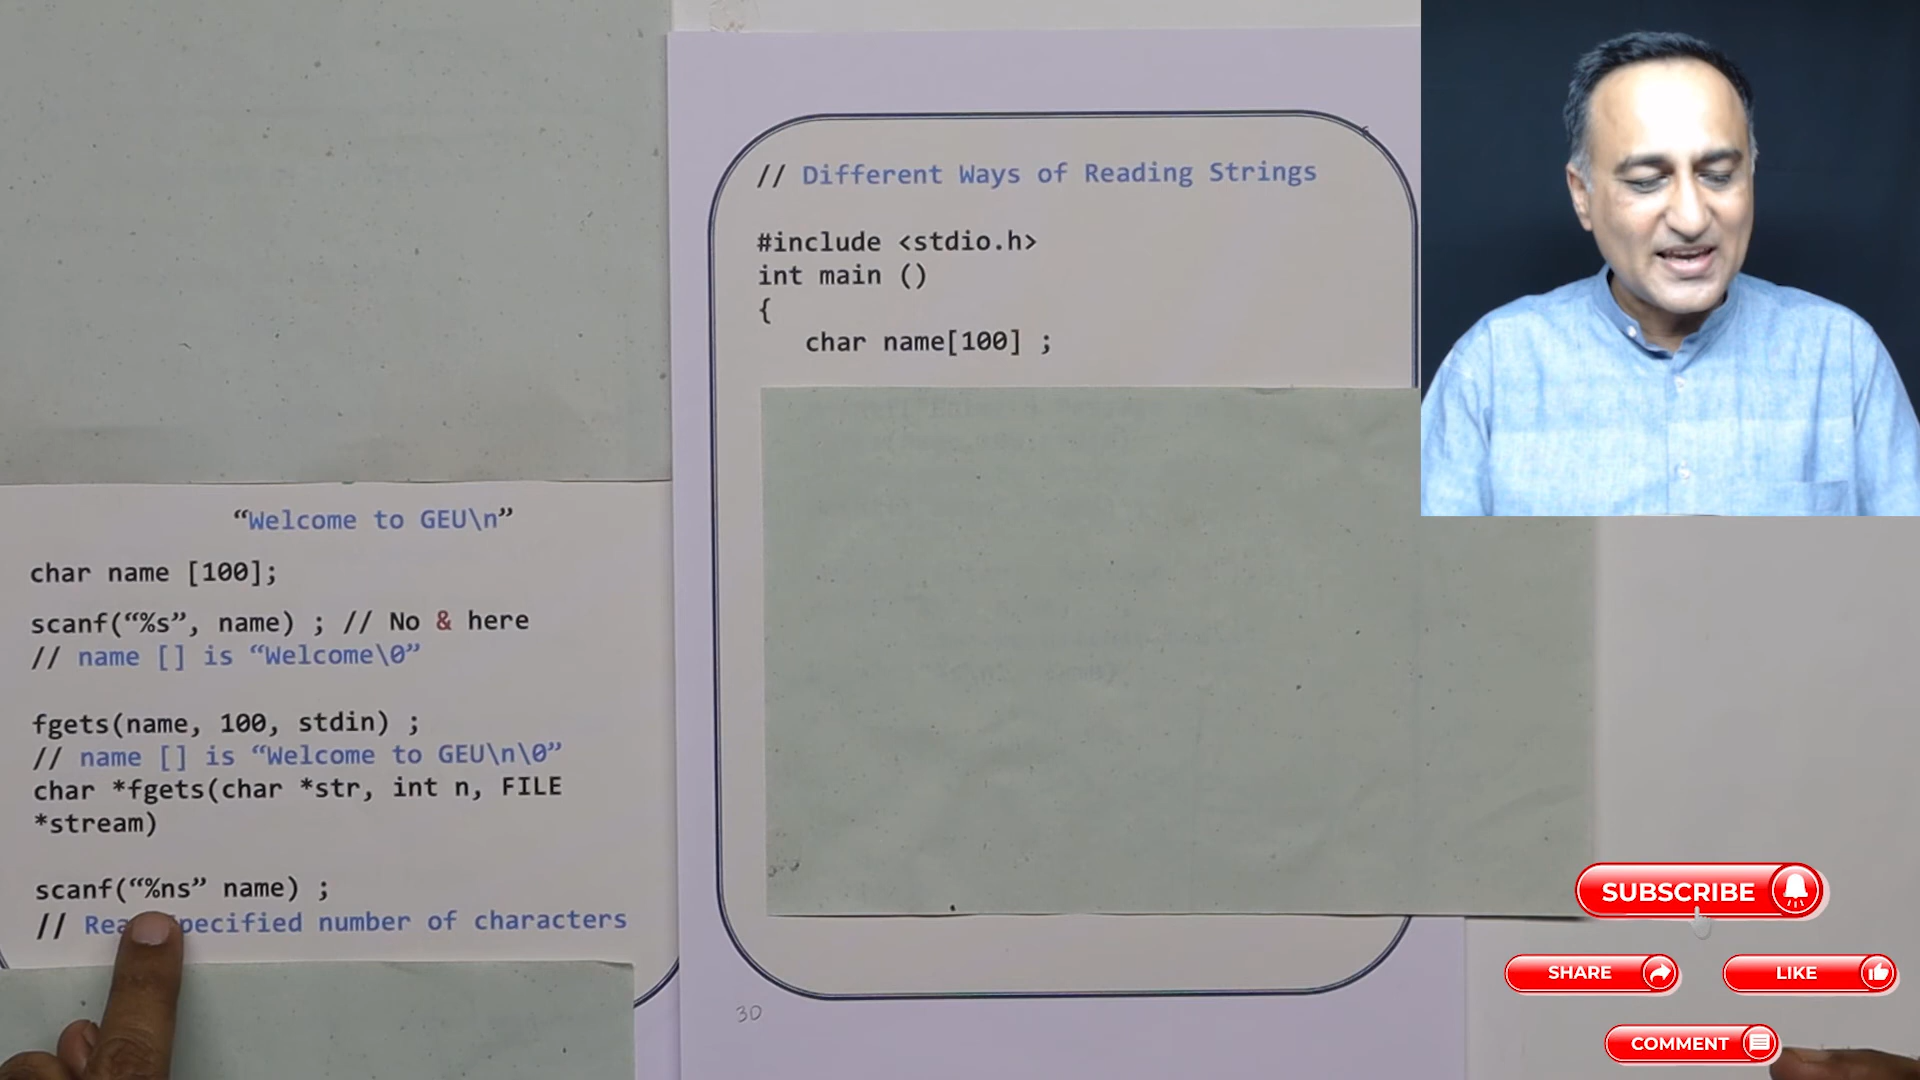 “Welcome to GEU\n”
char name [100];
scanf(“%s”, name) ; // No & here
// name [] is “Welcome\0”
fgets(name, 100, stdin) ;
// name [] is “Welcome to GEU\n\0”
char *fgets(char *str, int n, FILE
*stream)
scanf(“%ns” name) ;
// number of characters
// Different Ways of Reading Strings
#include <stdio.h>
int main ()
{
char name[100] ;
30
SUBSCRIBE
SHARE
LIKE
COMMENT